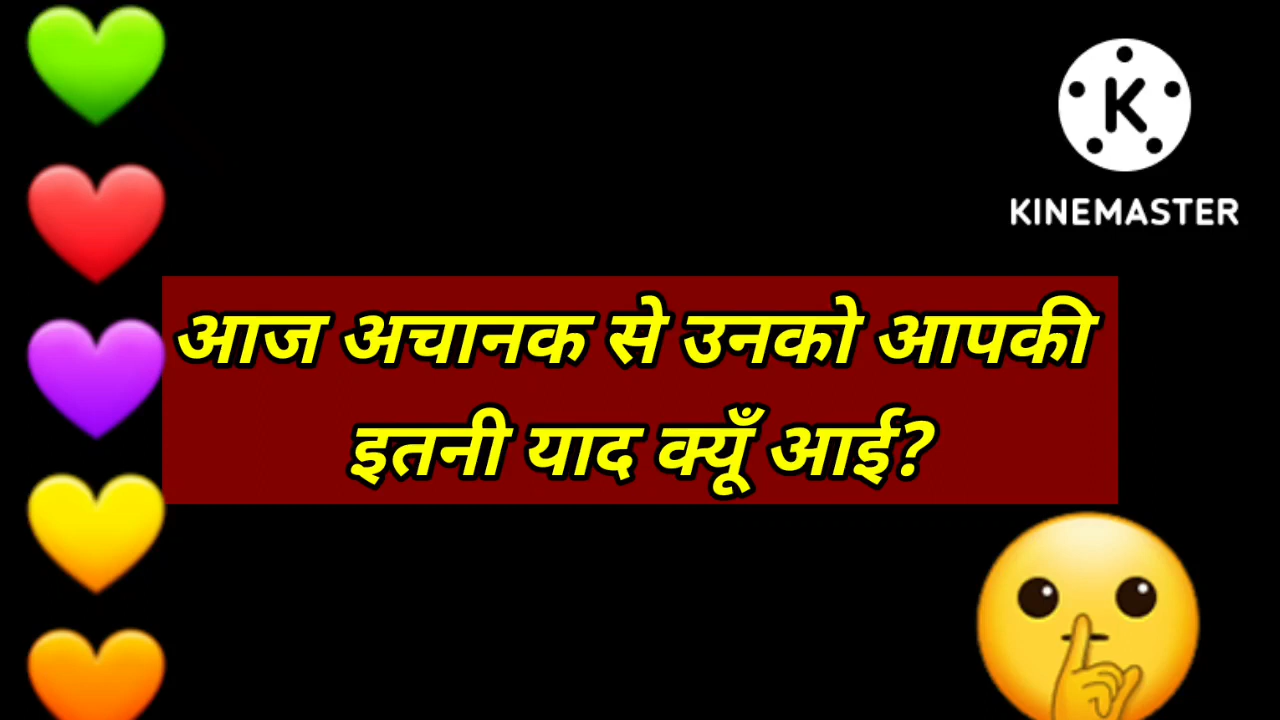 KINEMASTER
आज अचानक से उनको आपकी
इतनी याद क्यूँ आई?